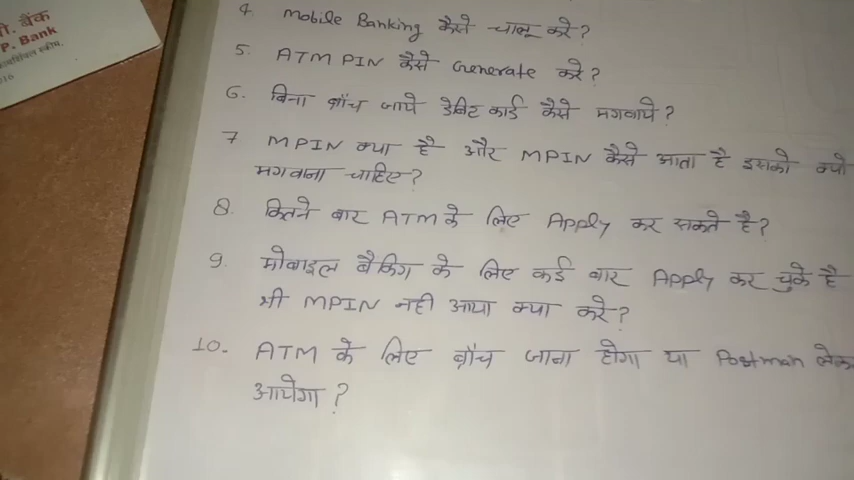 बैंक
P. Bank
2016
4. Mobile Banking कैसे चालू करे?
5. ATM PIN कैसे Generate करे?
6. बिना ब्रांच जाये डेबिट कार्ड कैसे मगवाये?
7 MPIN क्या है और MPIN कैसे आता है इसको क्यो
मगवाना चाहिए?
8. कितने बार ATM के लिए Apply कर सकते है?
9. मोबाइल बैकिंग के लिए कई बार Apply कर चुके है
भी MPIN नही आया क्या करे?
10. ATM के लिए ब्रांच जाना होगा या Postman लेकर
आयेगा?